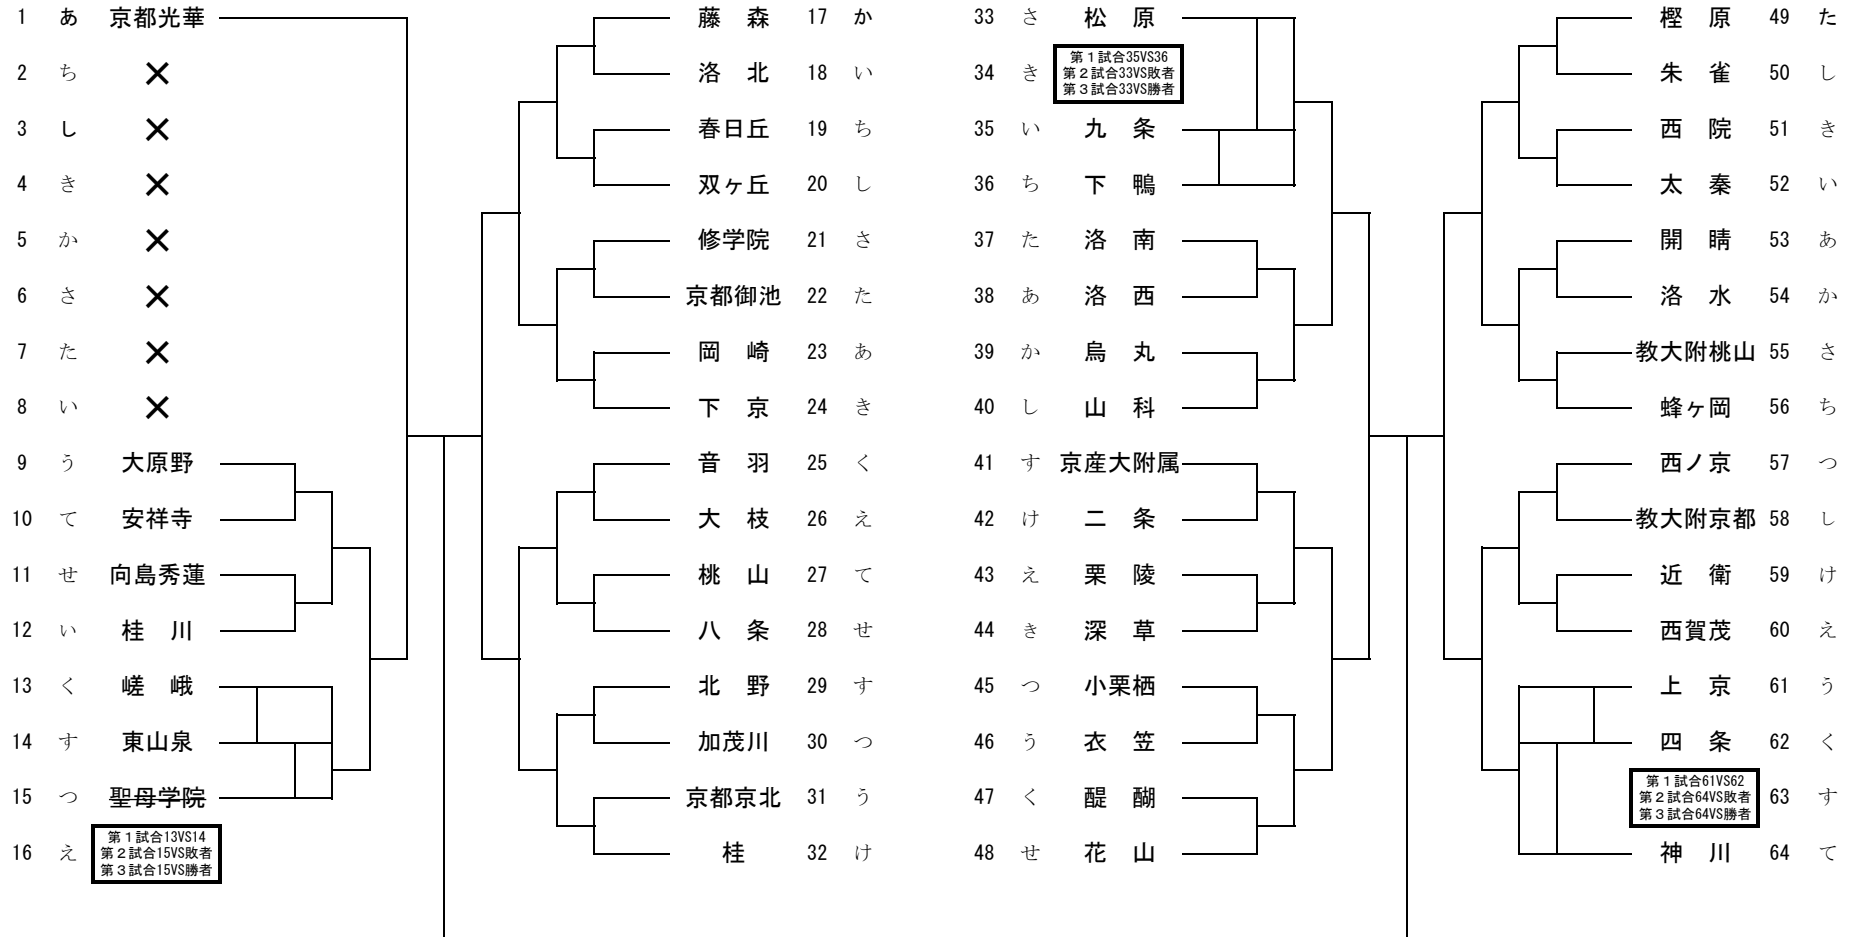 1 あ 京都光華
2 ち ×
3 し ×
4 き ×
5 か ×
6 さ ×
7 た ×
8 い ×
9 う 大原野
10 て 安祥寺
11 せ 向島秀蓮
12 い 桂 川
13 く 嵯 峨
14 す 東山泉
15 つ 聖母学院
16 え
第1試合13VS14
第2試合15VS敗者
第3試合15VS勝者
藤 森 17 か
洛 北 18 い
春日丘 19 ち
双ヶ丘 20 し
修学院 21 さ
京都御池 22 た
岡 崎 23 あ
下 京 24 き
音 羽 25 く
大 枝 26 え
桃 山 27 て
八 条 28 せ
北 野 29 す
加茂川 30 つ
京都京北 31 う
桂 32 け
33 さ 松 原
34 き
第1試合35VS36
第2試合33VS敗者
第3試合33VS勝者
35 い 九 条
36 ち 下 鴨
37 た 洛 南
38 あ 洛 西
39 か 烏 丸
40 し 山 科
41 す 京産大附属
42 け 二 条
43 え 栗 陵
44 き 深 草
45 つ 小栗栖
46 う 衣 笠
47 く 醍 醐
48 せ 花 山
樫 原 49 た
朱 雀 50 し
西 院 51 き
太 秦 52 い
開 睛 53 あ
洛 水 54 か
教大附桃山 55 さ
蜂ヶ岡 56 ち
西ノ京 57 つ
教大附京都 58 し
近 衛 59 け
西賀茂 60 え
上 京 61 う
四 条 62 く
第1試合61VS62
第2試合64VS敗者
第3試合64VS勝者
63 す
神 川 64 て